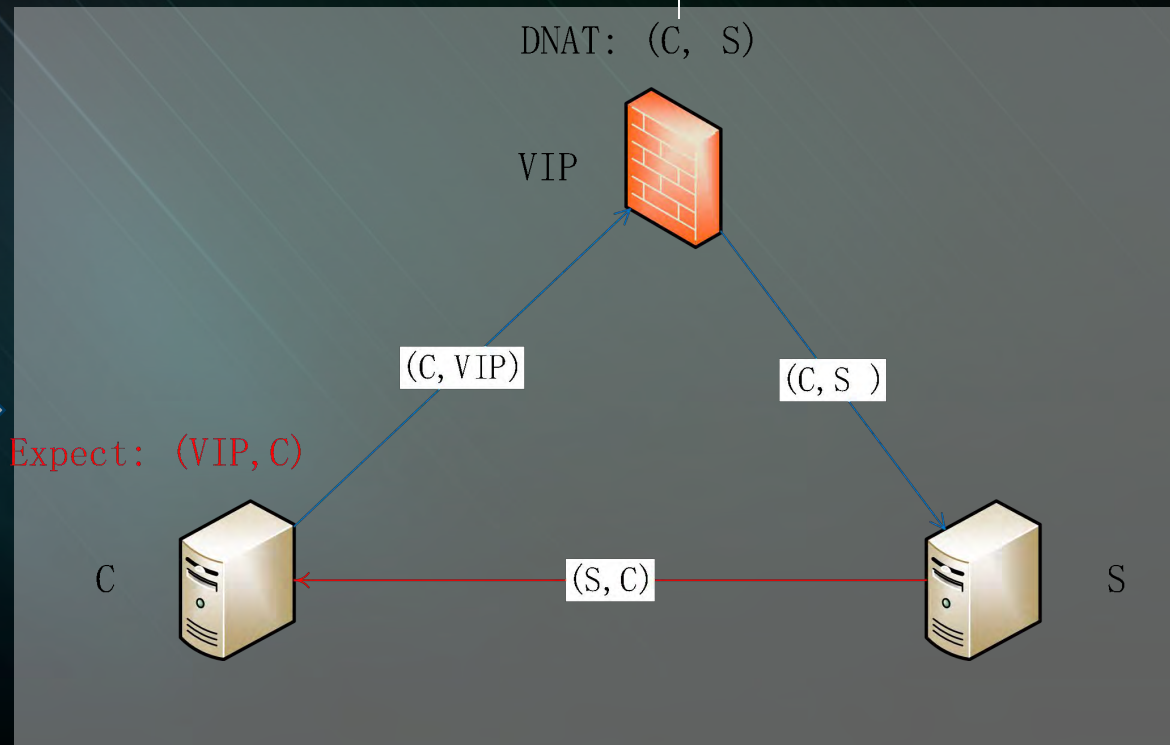 DNAT: (C, S)
VIP
(C,VIP)
(C,S )
Expect: (VIP,C)
C
(S,C)
S